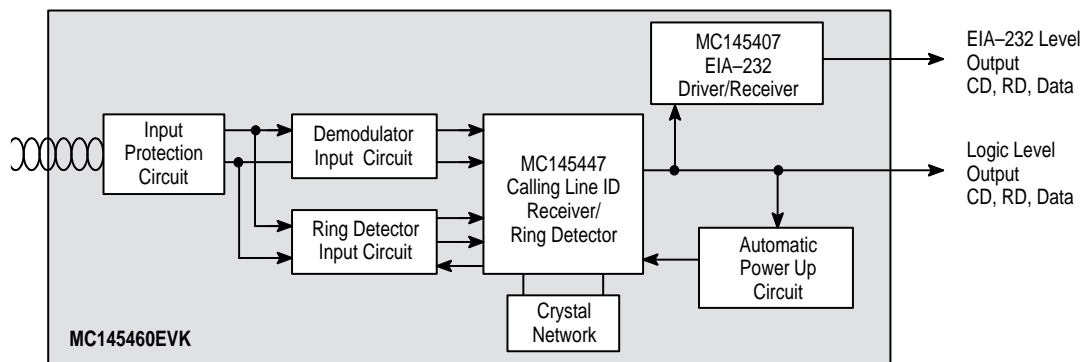 MC145407
EIA–232
Driver/Receiver
EIA–232 Level
Output
CD, RD, Data
Input
Protection
Circuit
Demodulator
Input Circuit
MC145447
Calling Line ID
Receiver/
Ring Detector
Logic Level
Output
CD, RD, Data
Ring Detector
Input Circuit
Automatic
Power Up
Circuit
Crystal
Network
MC145460EVK